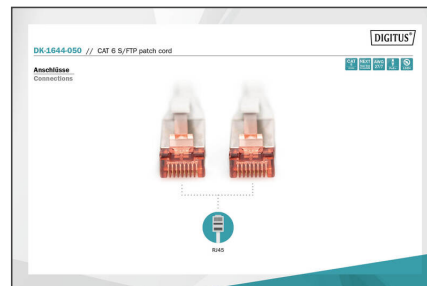 DIGITUS®
DK-1644-050 // CAT 6 S/FTP patch cord
Anschlüsse
Connections
RJ45